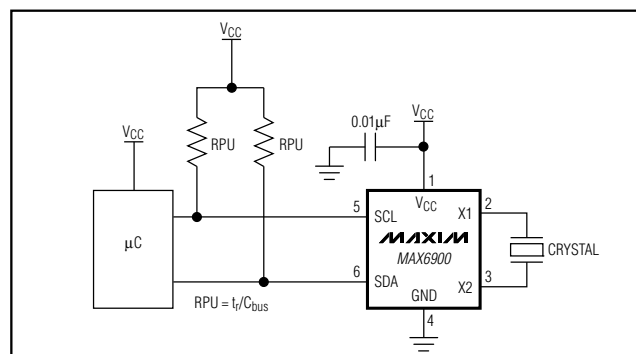 VCC
VCC
0.01µF
VCC
RPU
RPU
1
µC
5
SCL
VCC
X1
2
MAXIM
MAX6900
CRYSTAL
6
SDA
X2
3
GND
RPU = tr/Cbus
4